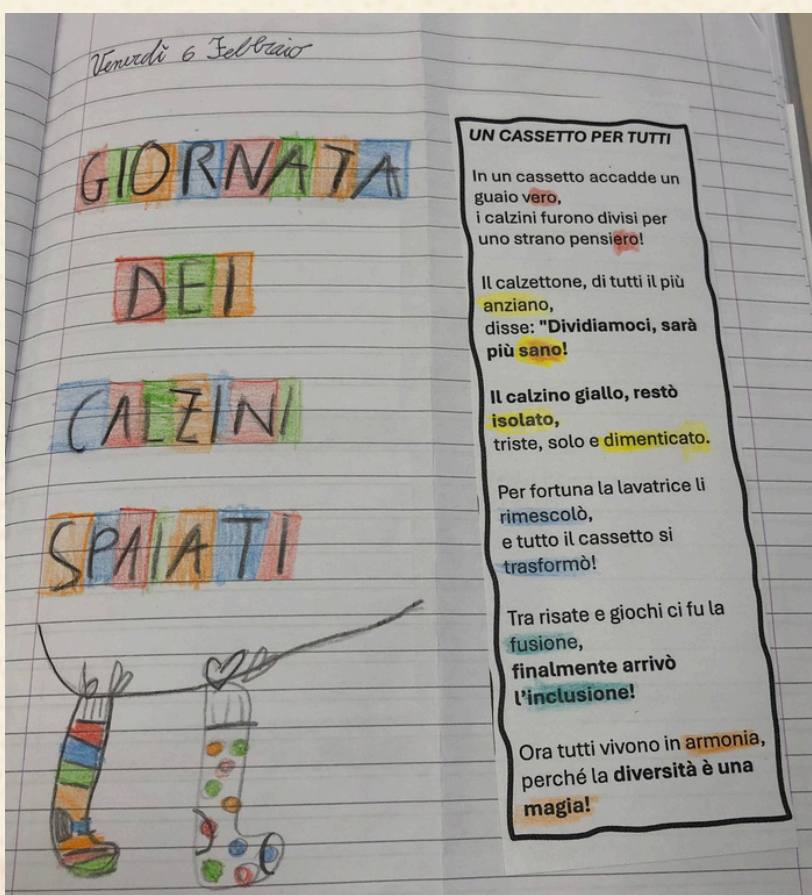 Venerdì 6 Febbraio
GIORNATA
DEI
CALZINI
SPAIATI
UN CASSETTO PER TUTTI
In un cassetto accadde un
guaio vero,
i calzini furono divisi per
uno strano pensiero!
Il calzettone, di tutti il più
anziano,
disse: "Dividiamoci, sarà
più sano!
Il calzino giallo, restò
isolato,
triste, solo e dimenticato.
Per fortuna la lavatrice li
rimescolò,
e tutto il cassetto si
trasformò!
Tra risate e giochi ci fu la
fusione,
finalmente arrivò
l'inclusione!
Ora tutti vivono in armonia,
perché la diversità è una
magia!